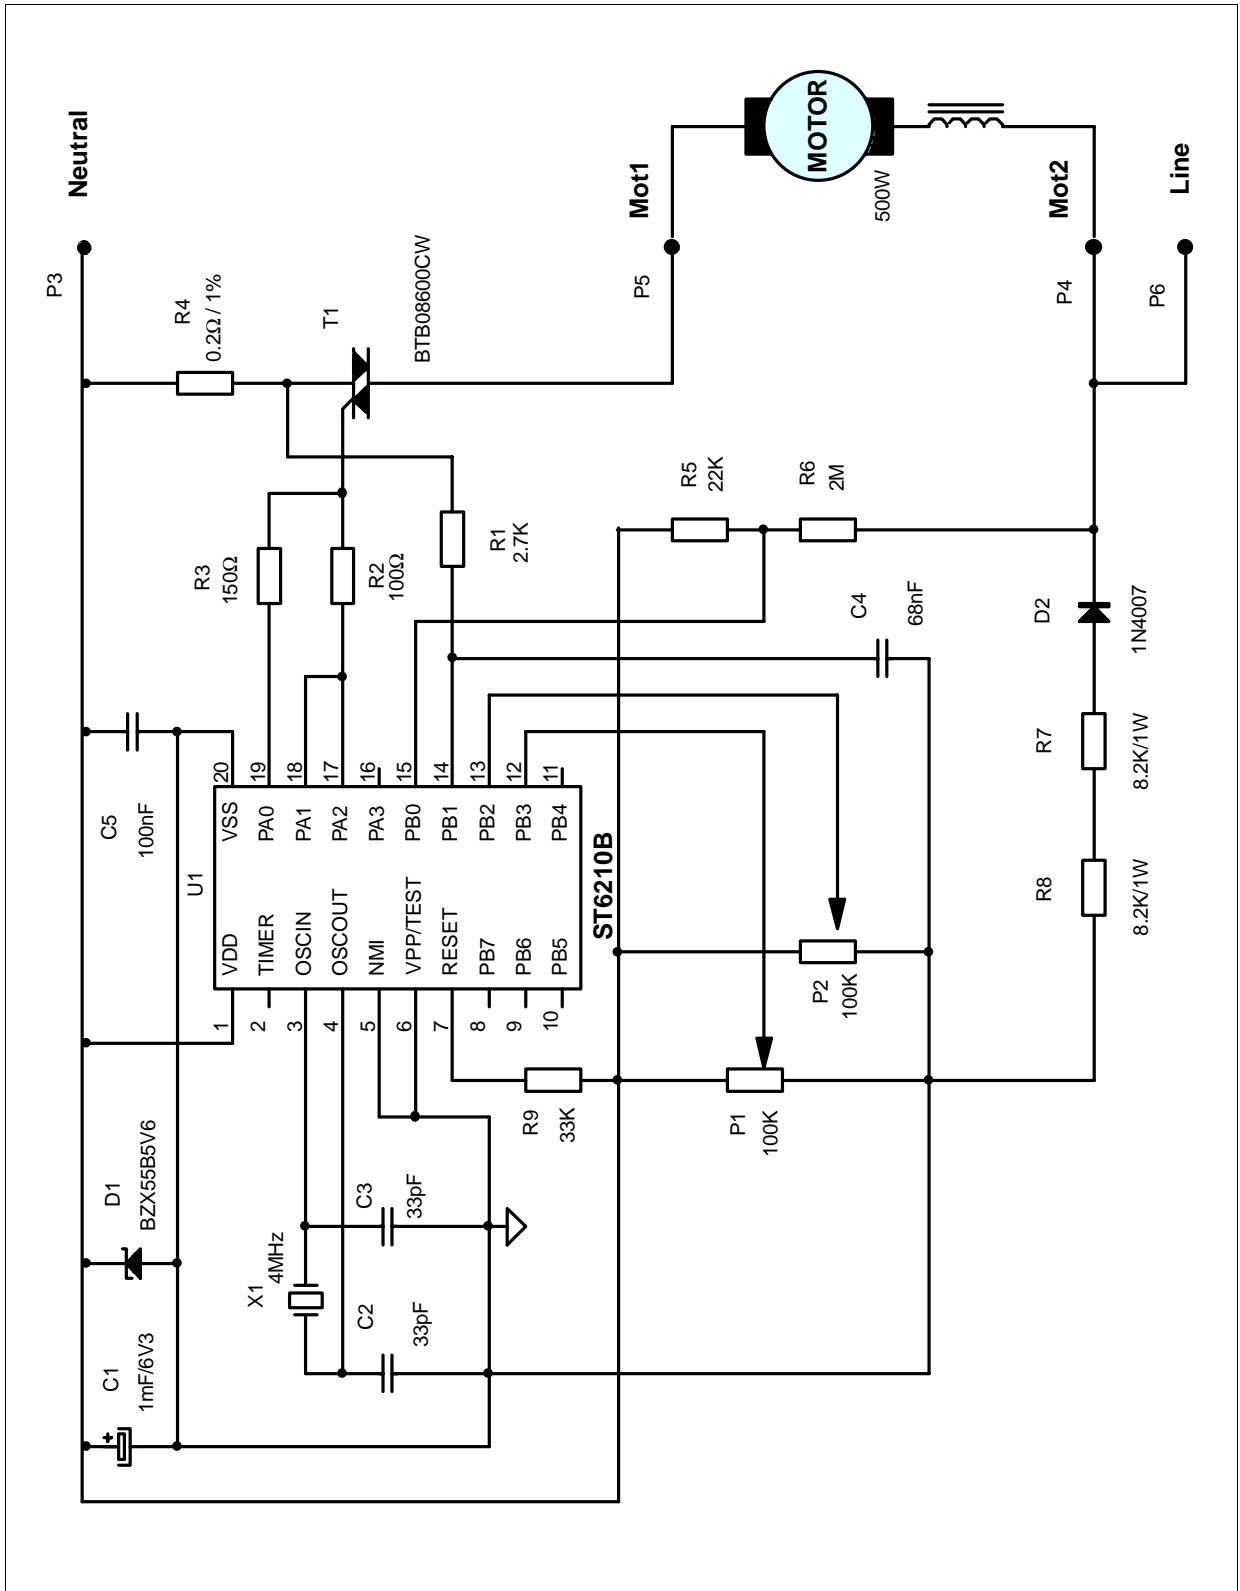 Neutral
P3
R4
0.2Ω / 1%
T1
BTB08600CW
Mot1
P5
MOTOR
500W
Mot2
P4
Line
P6
R3
150Ω
R2
100Ω
R1
2.7K
R5
22K
R6
2M
C4
68nF
D2
1N4007
R7
8.2K/1W
R8
8.2K/1W
C5
100nF
U1
ST6210B
VDD
TIMER
OSCIN
OSCOUT
NMI
VPP/TEST
RESET
PB7
PB6
PB5
VSS
PA0
PA1
PA2
PA3
PB0
PB1
PB2
PB3
PB4
1
2
3
4
5
6
7
8
9
10
20
19
18
17
16
15
14
13
12
11
P2
100K
P1
100K
R9
33K
D1
BZX55B5V6
C1
1mF/6V3
+
X1
4MHz
C3
33pF
C2
33pF